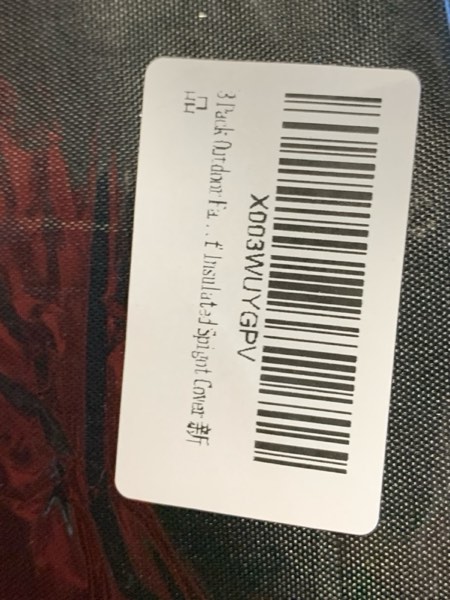 X003WUYGPV
3 Pack Outdoor Fa...t Insulated Spigot Cover 新
品